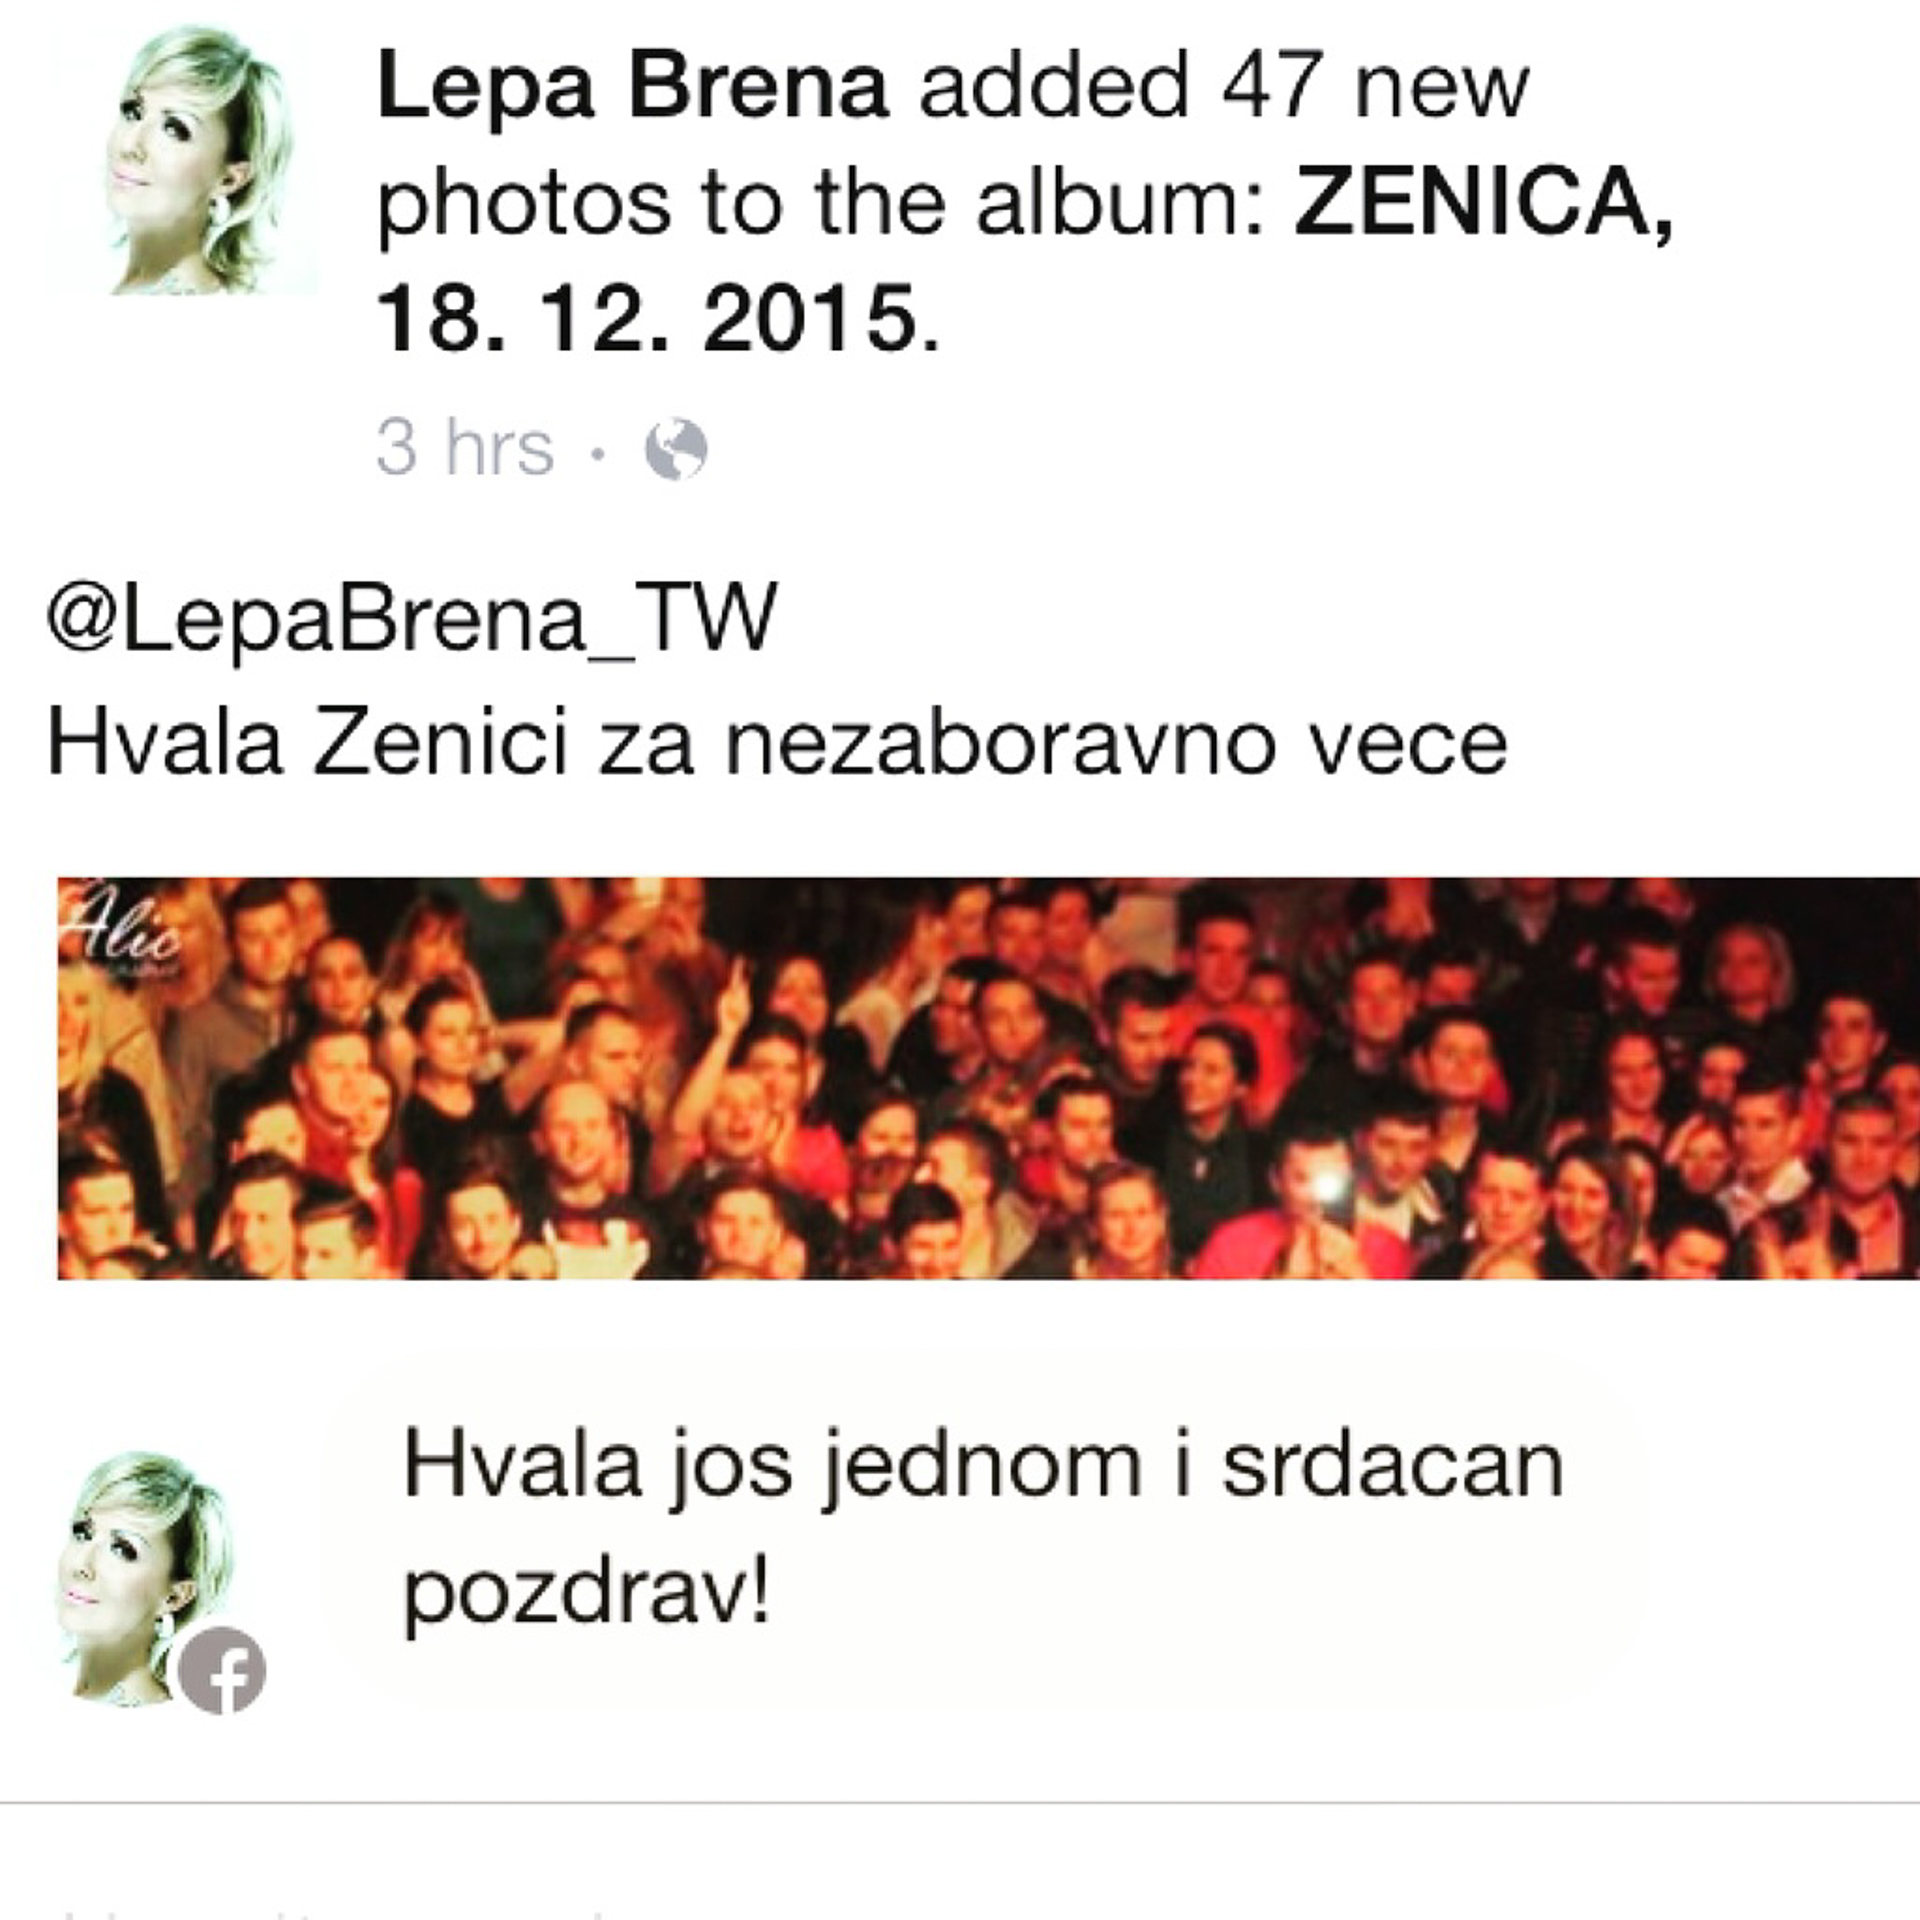 Lepa Brena added 47 new
photos to the album: ZENICA,
18. 12. 2015.
3 hrs ·
@LepaBrena_TW
Hvala Zenici za nezaboravno vece
Alic
Hvala jos jednom i srdacan
pozdrav!